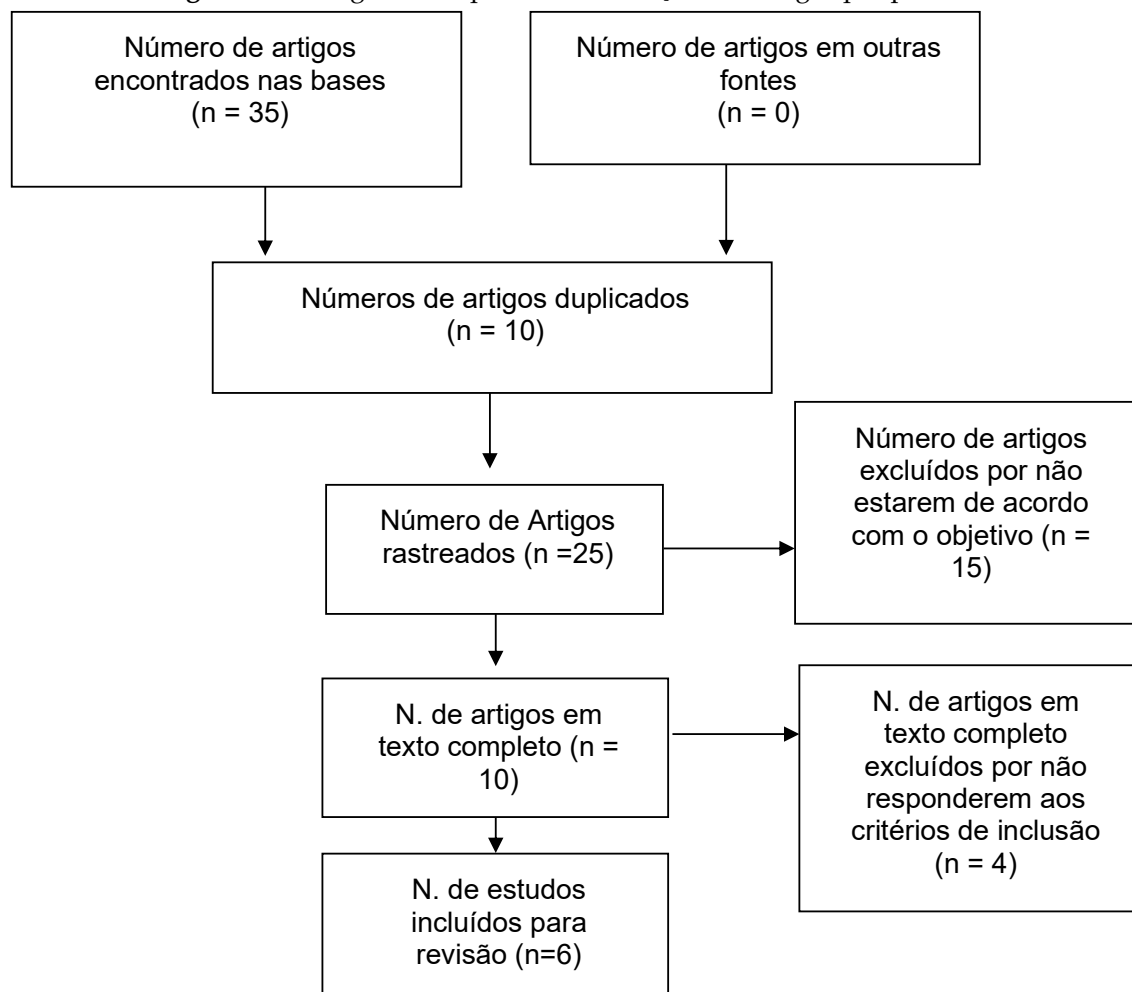 Número de artigos
encontrados nas bases
(n = 35)
Número de artigos em outras
fontes
(n = 0)
Números de artigos duplicados
(n = 10)
Número de Artigos
rastreados (n =25)
Número de artigos
excluídos por não
estarem de acordo
com o objetivo (n =
15)
N. de artigos em
texto completo (n =
10)
N. de artigos em
texto completo
excluídos por não
responderem aos
critérios de inclusão
(n = 4)
N. de estudos
incluídos para
revisão (n=6)